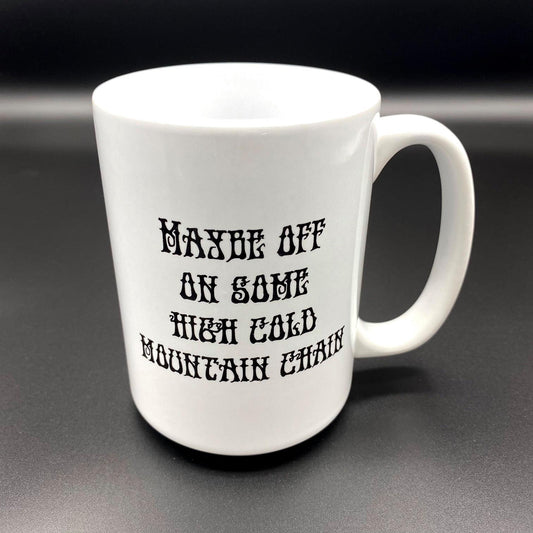 Maybe off
on some
high cold
mountain chain